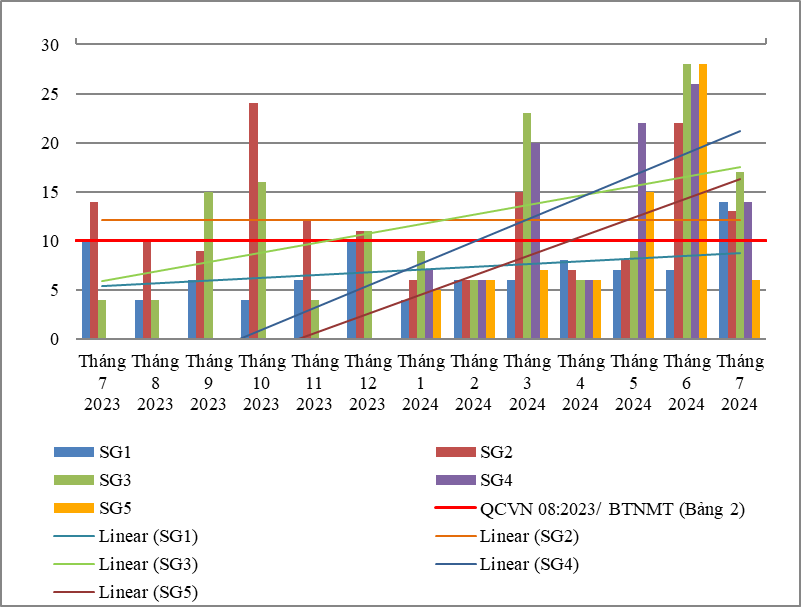 30
25
20
15
10
5
0
Tháng Tháng Tháng Tháng Tháng Tháng Tháng Tháng Tháng Tháng Tháng Tháng Tháng
7 8 9 10 11 12 1 2 3 4 5 6 7
2023 2023 2023 2023 2023 2023 2024 2024 2024 2024 2024 2024 2024
SG1 SG2
SG3 SG4
SG5 QCVN 08:2023/ BTNMT (Bảng 2)
Linear (SG1) Linear (SG2)
Linear (SG3) Linear (SG4)
Linear (SG5)